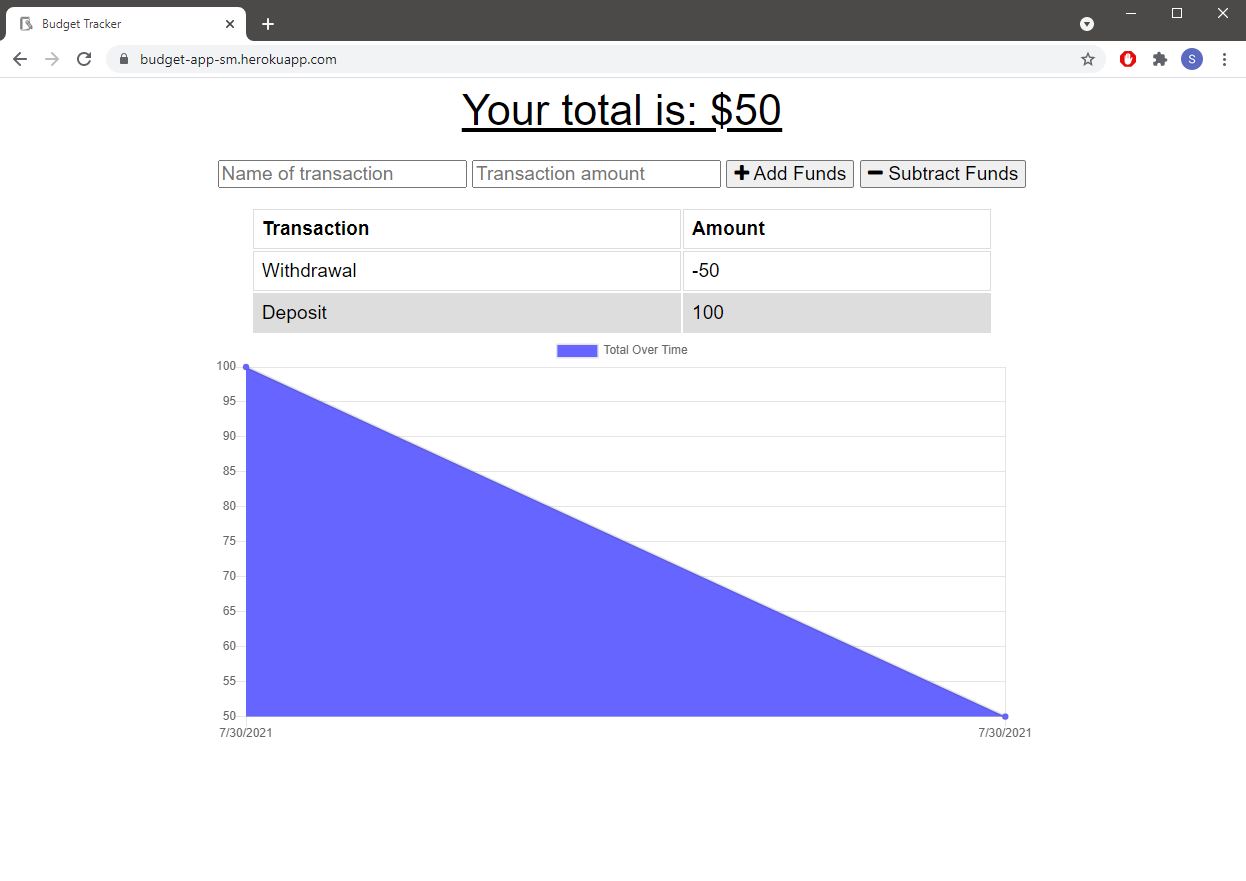 Budget Tracker
budget-app-sm.herokuapp.com
S
Your total is: $50
Name of transaction Transaction amount Add Funds Subtract Funds
Transaction Amount
Withdrawal -50
Deposit 100
Total Over Time
100
95
90
85
80
75
70
65
60
55
50
7/30/2021 7/30/2021